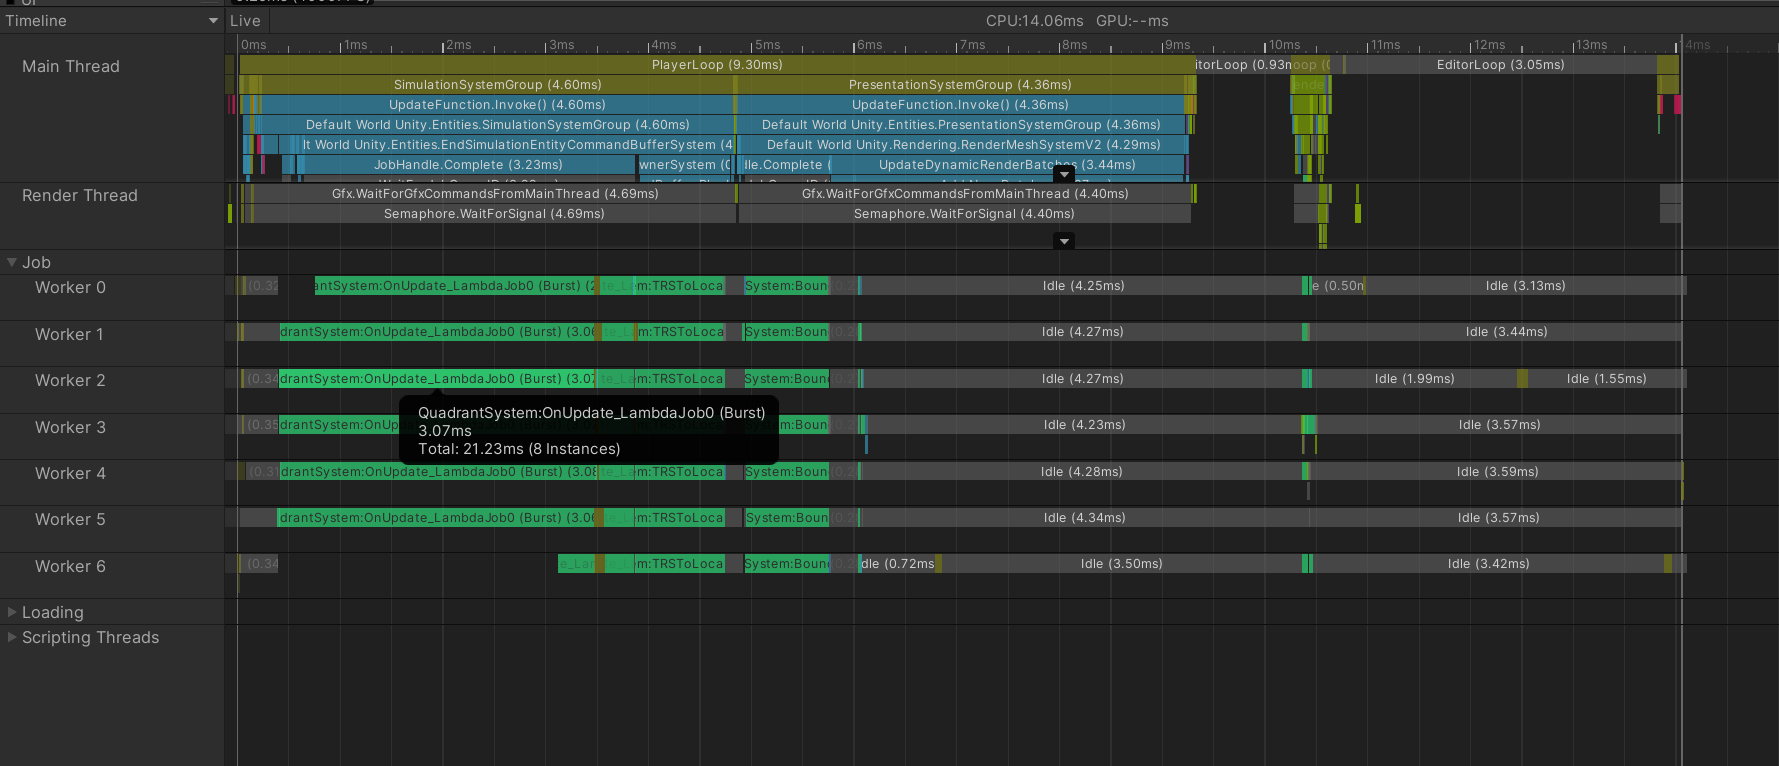 Timeline
Live
CPU:14.06ms GPU:--ms
0ms 1ms 2ms 3ms 4ms 5ms 6ms 7ms 8ms 9ms 10ms 11ms 12ms 13ms 4ms
Main Thread
PlayerLoop (9.30ms) itorLoop (0.93m EditorLoop (3.05ms)
SimulationSystemGroup (4.60ms) PresentationSystemGroup (4.36ms)
UpdateFunction.Invoke() (4.60ms) UpdateFunction.Invoke() (4.36ms)
Default World Unity.Entities.SimulationSystemGroup (4.60ms) Default World Unity.Entities.PresentationSystemGroup (4.36ms)
lt World Unity.Entities.EndSimulationEntityCommandBufferSystem (4 Default World Unity.Rendering.RenderMeshSystemV2 (4.29ms)
JobHandle.Complete (3.23ms) wnerSystem (0 lle.Complete ( UpdateDynamicRenderBatches (3.44ms)
Render Thread
Gfx.WaitForGfxCommandsFromMainThread (4.69ms) Gfx.WaitForGfxCommandsFromMainThread (4.40ms)
Semaphore.WaitForSignal (4.69ms) Semaphore.WaitForSignal (4.40ms)
Job
Worker 0 (0.32 antSystem:OnUpdate_LambdaJob0 (Burst) (2 m:TRSToLoca System:Boun Idle (4.25ms) e (0.50m Idle (3.13ms)
Worker 1 drantSystem:OnUpdate_LambdaJob0 (Burst) (3.06 m:TRSToLoca System:Boun Idle (4.27ms) Idle (3.44ms)
Worker 2 (0.34 drantSystem:OnUpdate_LambdaJob0 (Burst) (3.07 m:TRSToLoca System:Boun Idle (4.27ms) Idle (1.99ms) Idle (1.55ms)
QuadrantSystem:OnUpdate_LambdaJob0 (Burst)
3.07ms
Total: 21.23ms (8 Instances)
Worker 3 (0.35 drantSystem:OnUpdate_L m:Boun Idle (4.23ms) Idle (3.57ms)
Worker 4 (0.31 drantSystem:OnUpdate_LambdaJob0 (Burst) (3.08 m:TRSToLoca System:Boun Idle (4.28ms) Idle (3.59ms)
Worker 5 drantSystem:OnUpdate_LambdaJob0 (Burst) (3.06 m:TRSToLoca System:Boun Idle (4.34ms) Idle (3.57ms)
Worker 6 (0.34 m:TRSToLoca System:Boun dle (0.72ms Idle (3.50ms) Idle (3.42ms)
Loading
Scripting Threads